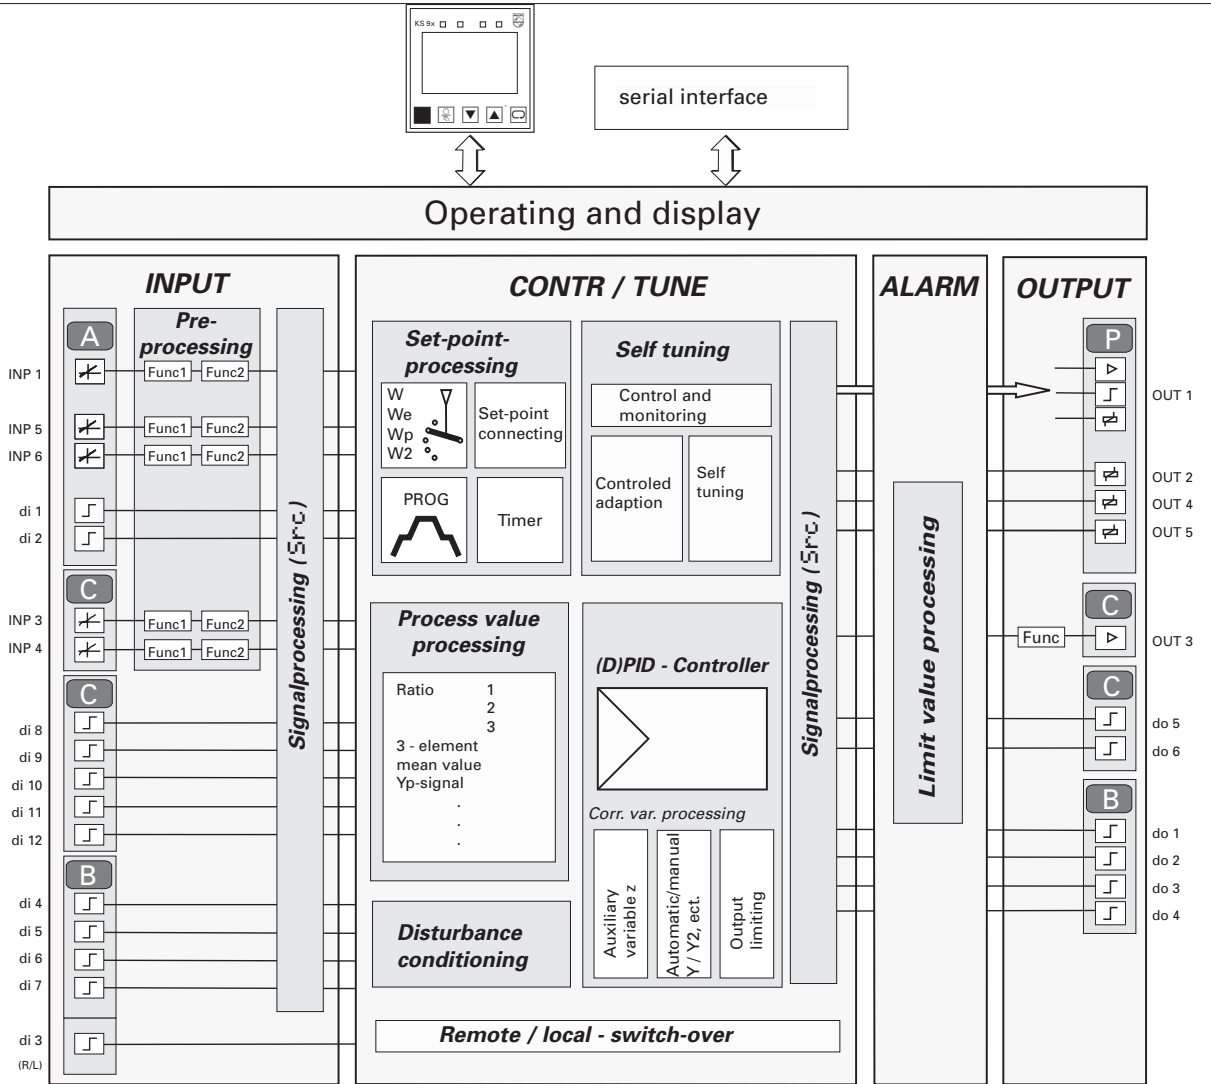 KS 9x
serial interface
Operating and display
INPUT
CONTR / TUNE
ALARM
OUTPUT
A
Pre-
processing
INP 1
Func1
Func2
INP 5
Func1
Func2
INP 6
Func1
Func2
di 1
di 2
C
INP 3
Func1
Func2
INP 4
Func1
Func2
C
di 8
di 9
di 10
di 11
di 12
B
di 4
di 5
di 6
di 7
di 3
(R/L)
Signalprocessing (Src)
Set-point-
processing
W
We
Wp
W2
Set-point
connecting
PROG
Timer
Self tuning
Control and
monitoring
Controled
adaption
Self
tuning
Process value
processing
Ratio 1
2
3
3 - element
mean value
Yp-signal
.
.
.
(D)PID - Controller
Corr. var. processing
Auxiliary
variable z
Automatic/manual
Y / Y2, ect.
Output
limiting
Disturbance
conditioning
Remote / local - switch-over
Signalprocessing (Src)
Limit value processing
P
OUT 1
OUT 2
OUT 4
OUT 5
C
Func
OUT 3
C
do 5
do 6
B
do 1
do 2
do 3
do 4